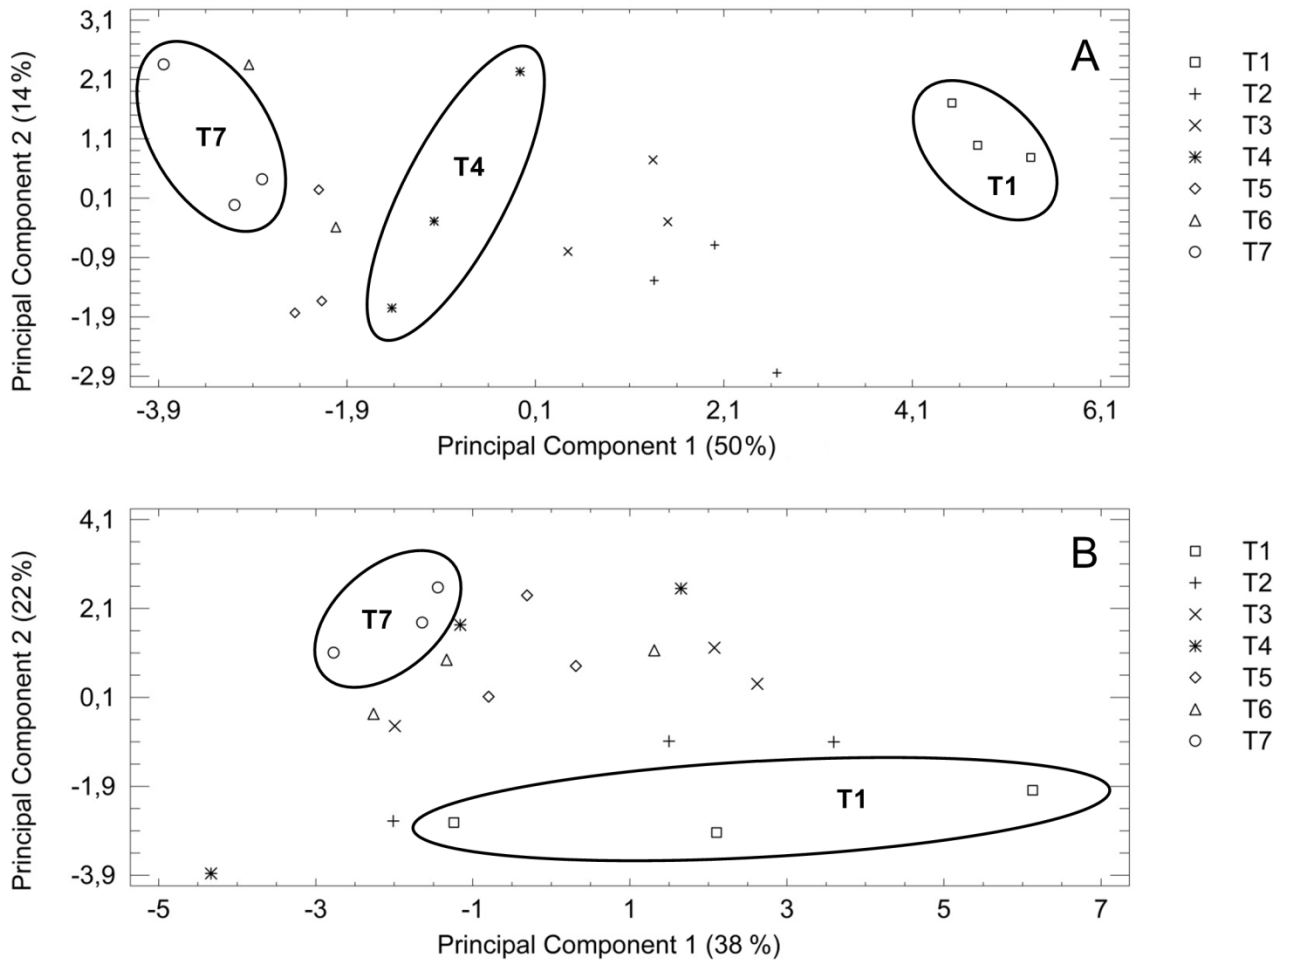 A
3,1
2,1
1,1
0,1
-0,9
-1,9
-2,9
Principal Component 2 (14%)
T7
T4
T1
-3,9 -1,9 0,1 2,1 4,1 6,1
Principal Component 1 (50%)
T1
T2
T3
T4
T5
T6
T7
B
4,1
2,1
0,1
-1,9
-3,9
Principal Component 2 (22%)
T7
T1
-5 -3 -1 1 3 5 7
Principal Component 1 (38 %)
T1
T2
T3
T4
T5
T6
T7